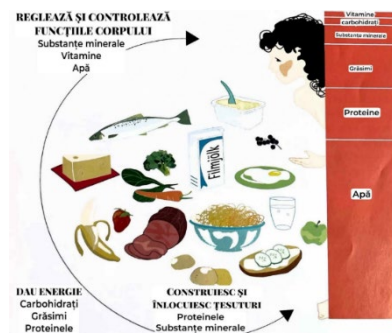 REGLEAZĂ ȘI CONTROLEAZĂ
FUNCȚIILE CORPULUI
Substanțe minerale
Vitamine
Apă
Vitamine
carbohidrați
Substanțe minerale
Grăsimi
Proteine
Apă
Filmjölk
DAU ENERGIE
Carbohidrați
Grăsimi
Proteinele
CONSTRUIESC ȘI
ÎNLOCUIESC ȚESUTURI
Proteinele
Substanțe minerale